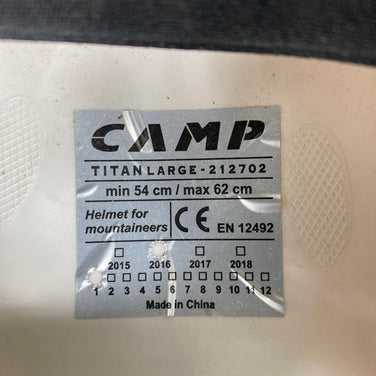 CAMP
TITAN LARGE - 212702
min 54 cm / max 62 cm
Helmet for
mountaineers
CE EN 12492
2015 2016 2017 2018
1 2 3 4 5 6 7 8 9 10 11 12
Made in China